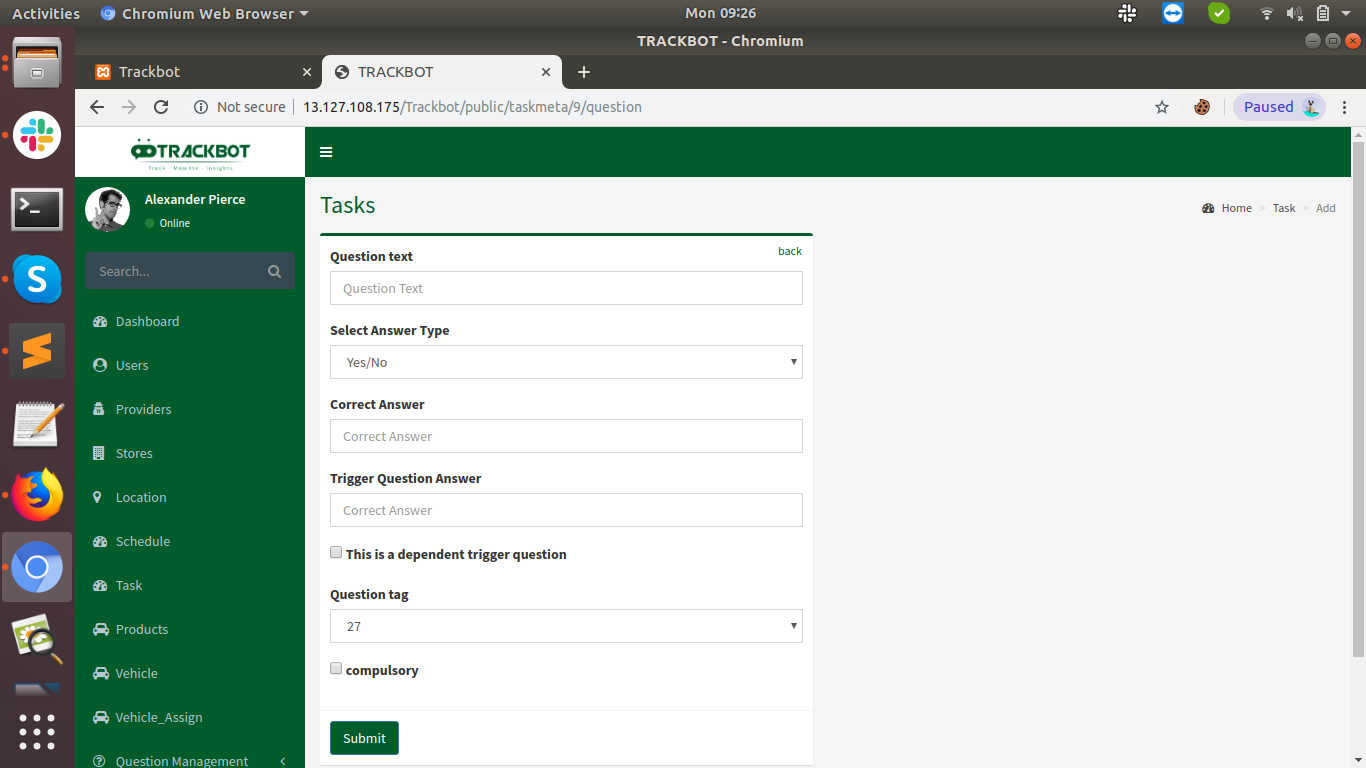 Activities
Chromium Web Browser
Mon 09:26
TRACKBOT - Chromium
Trackbot
TRACKBOT
Not secure
13.127.108.175/Trackbot/public/taskmeta/9/question
Paused
TRACKBOT
Track - Monitor - Insights
Alexander Pierce
Online
Search...
Dashboard
Users
Providers
Stores
Location
Schedule
Task
Products
Vehicle
Vehicle_Assign
Question Management
Tasks
Home > Task > Add
back
Question text
Question Text
Select Answer Type
Yes/No
Correct Answer
Correct Answer
Trigger Question Answer
Correct Answer
This is a dependent trigger question
Question tag
27
compulsory
Submit